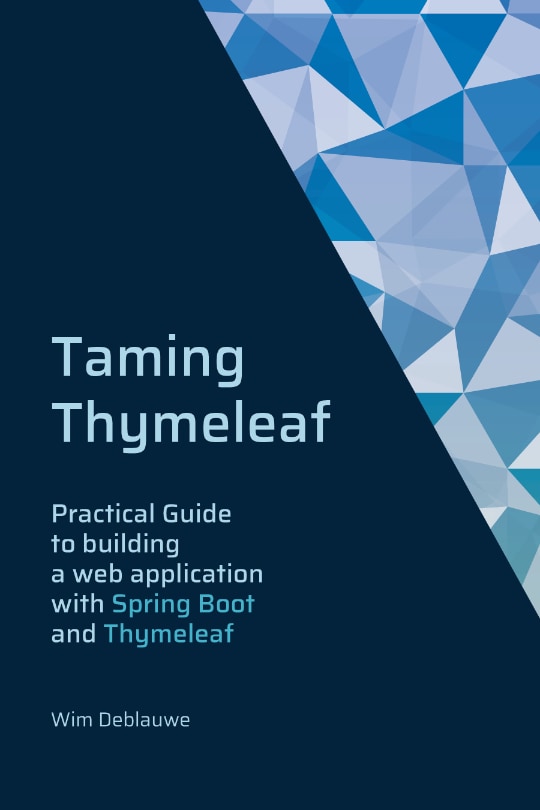 Taming
Thymeleaf
Practical Guide
to building
a web application
with Spring Boot
and Thymeleaf
Wim Deblauwe